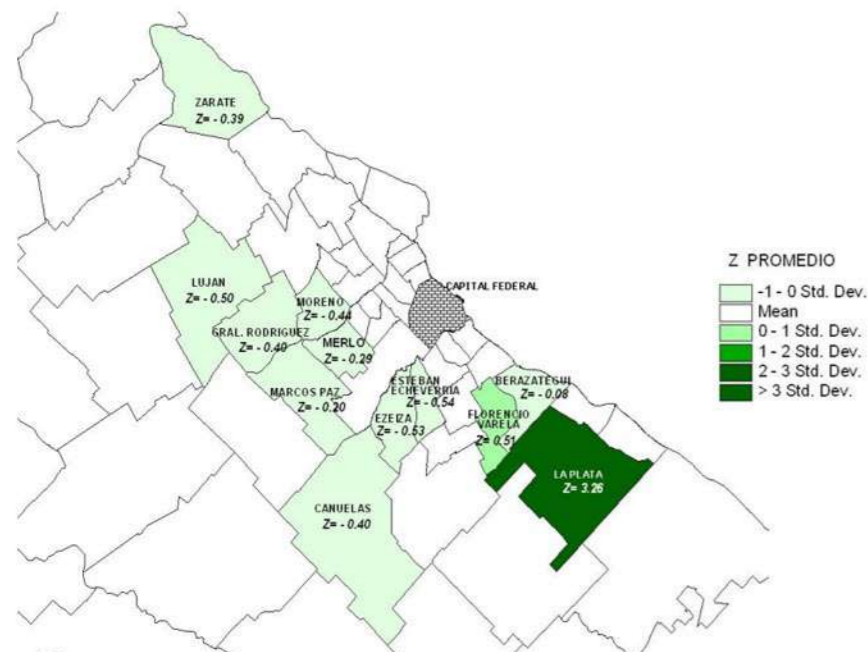 ZARATE
Z= - 0.39
LUJAN
Z= - 0.50
MORENO
Z= - 0.44
GRAL. RODRIGUEZ
Z= - 0.40
MERLO
Z= - 0.29
MARCOS PAZ
Z= - 0.20
CAPITAL FEDERAL
ESTEBAN
ECHEVERRIA
Z= - 0.54
EZEIZA
Z= - 0.53
BERAZATEGUI
Z= - 0.08
FLORENCIO
VARELA
Z= 0.51
LA PLATA
Z= 3.26
CANUELAS
Z= - 0.40
Z PROMEDIO
-1 - 0 Std. Dev.
Mean
0 - 1 Std. Dev.
1 - 2 Std. Dev.
2 - 3 Std. Dev.
> 3 Std. Dev.